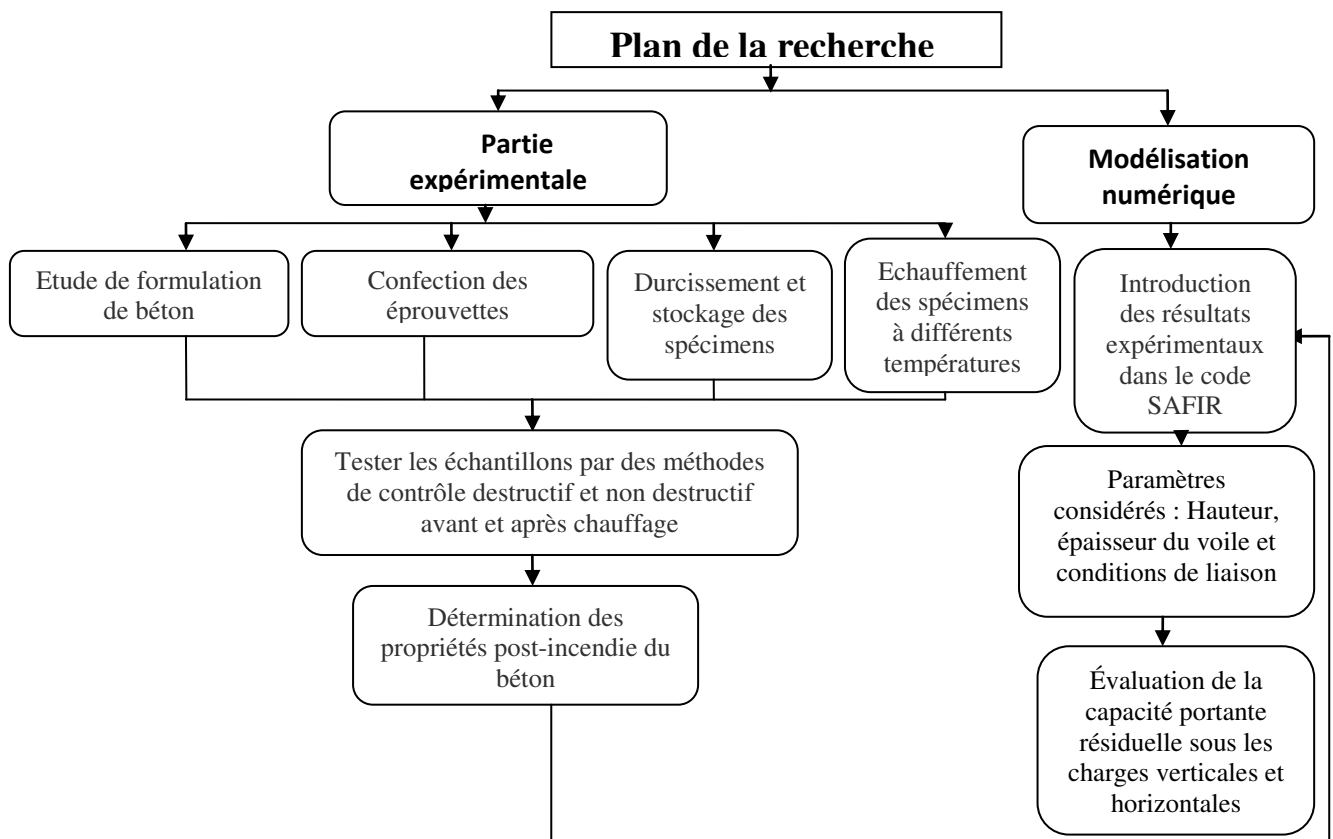 Plan de la recherche
Partie
expérimentale
Modélisation
numérique
Etude de formulation
de béton
Confection des
éprouvettes
Durcissement et
stockage des
spécimens
Echauffement
des spécimens
à différents
températures
Introduction
des résultats
expérimentaux
dans le code
SAFIR
Tester les échantillons par des méthodes
de contrôle destructif et non destructif
avant et après chauffage
Paramètres
considérés : Hauteur,
épaisseur du voile et
conditions de liaison
Détermination des
propriétés post-incendie du
béton
Évaluation de la
capacité portante
résiduelle sous les
charges verticales et
horizontales